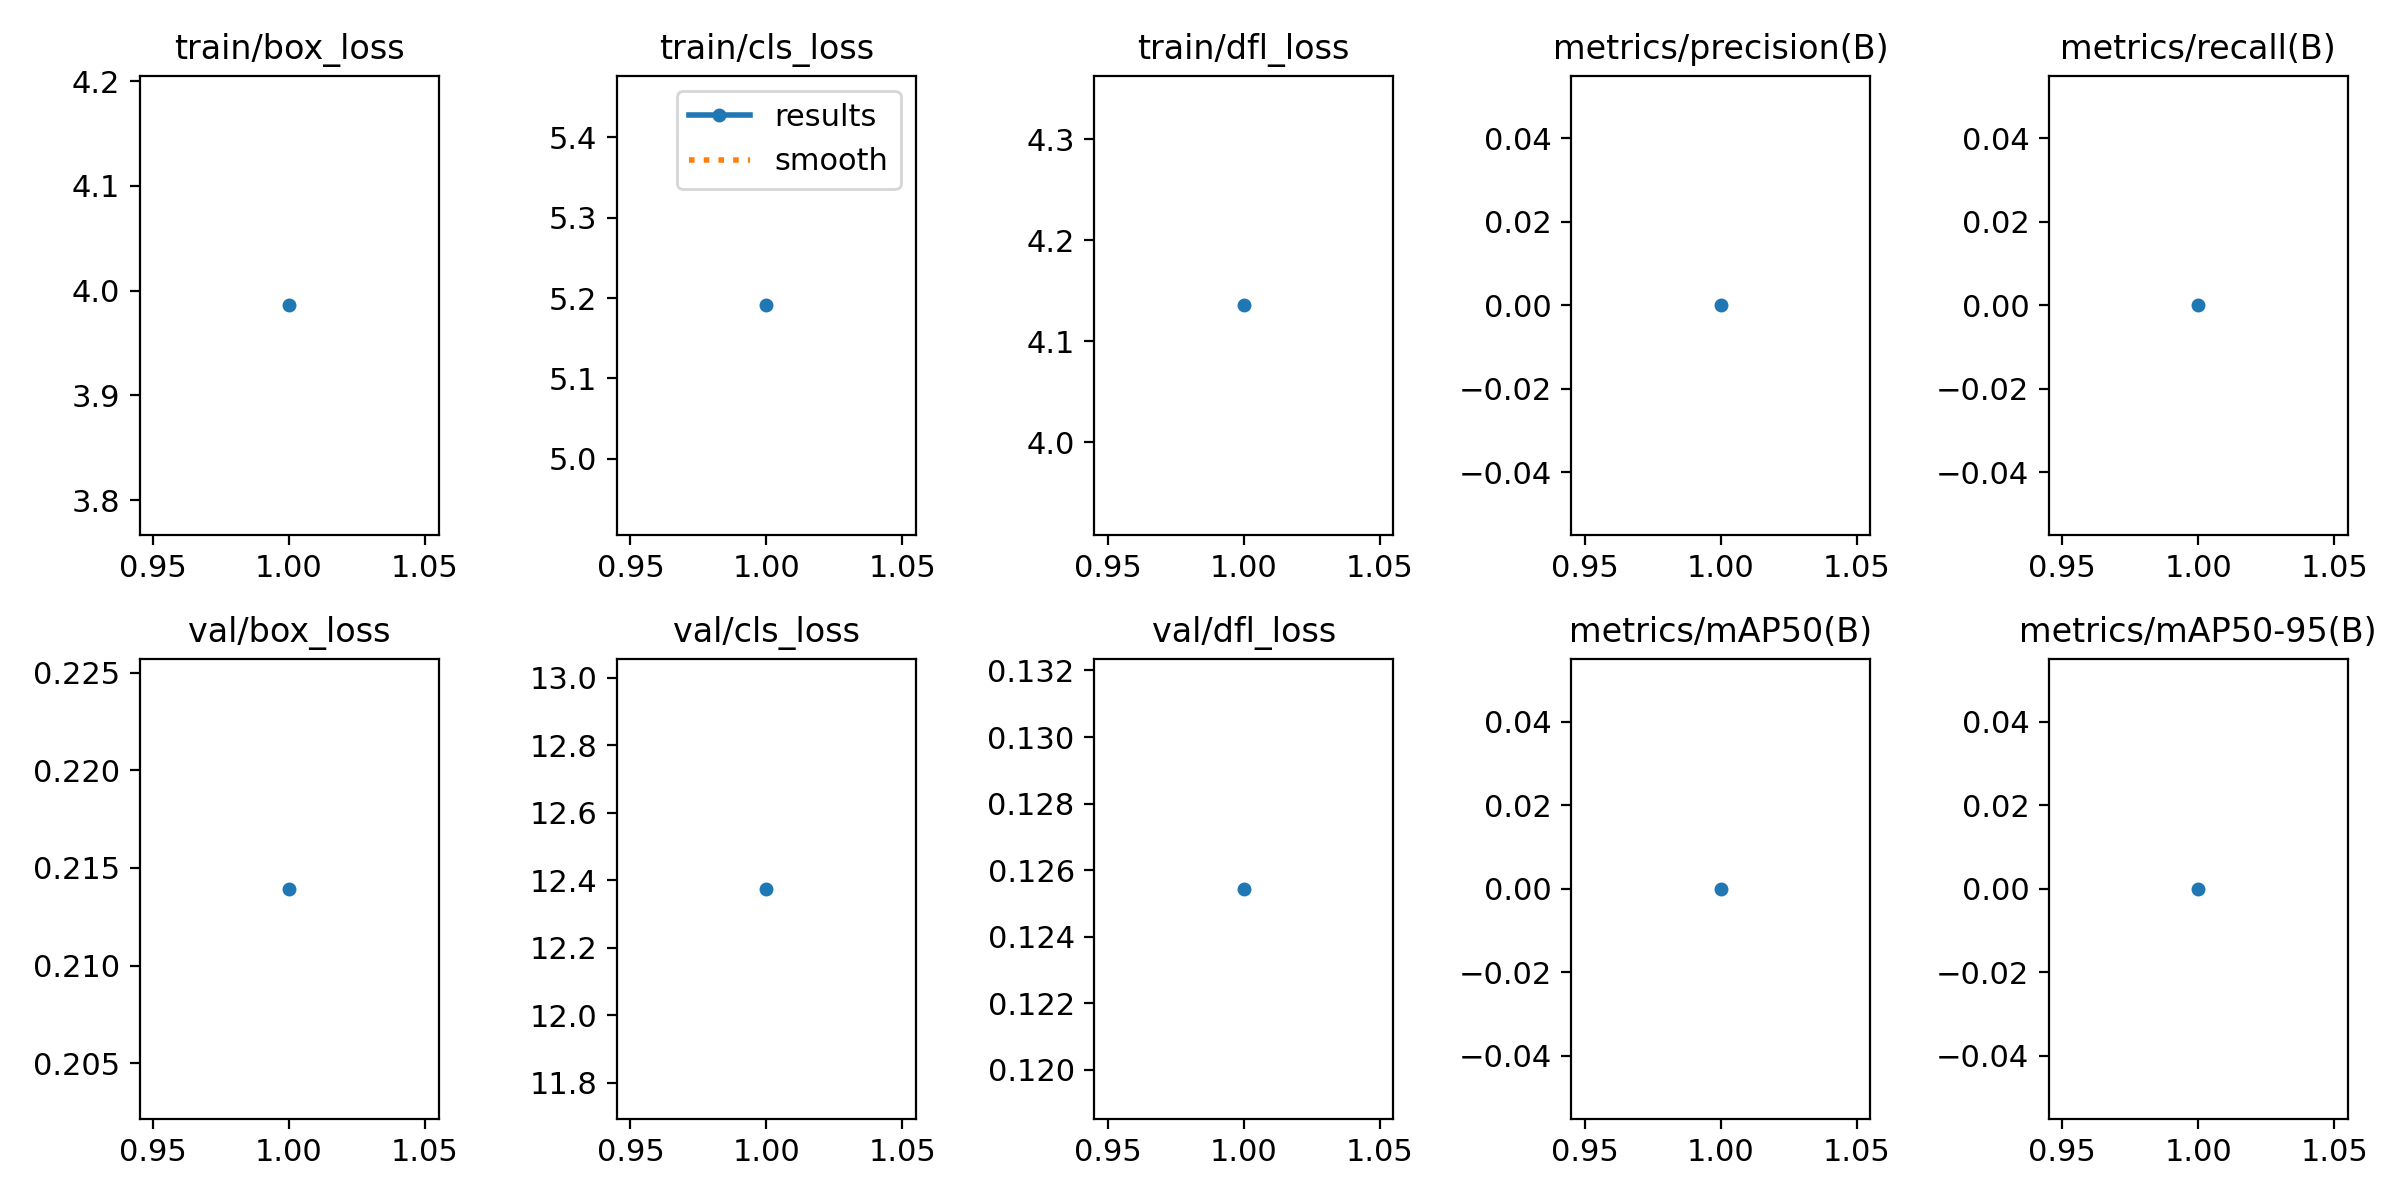 train/box_loss
4.2
4.1
4.0
3.9
3.8
0.95 1.00 1.05
train/cls_loss
results
smooth
5.4
5.3
5.2
5.1
5.0
0.95 1.00 1.05
train/dfl_loss
4.3
4.2
4.1
4.0
0.95 1.00 1.05
metrics/precision(B)
0.04
0.02
0.00
−0.02
−0.04
0.95 1.00 1.05
metrics/recall(B)
0.04
0.02
0.00
−0.02
−0.04
0.95 1.00 1.05
val/box_loss
0.225
0.220
0.215
0.210
0.205
0.95 1.00 1.05
val/cls_loss
13.0
12.8
12.6
12.4
12.2
12.0
11.8
0.95 1.00 1.05
val/dfl_loss
0.132
0.130
0.128
0.126
0.124
0.122
0.120
0.95 1.00 1.05
metrics/mAP50(B)
0.04
0.02
0.00
−0.02
−0.04
0.95 1.00 1.05
metrics/mAP50-95(B)
0.04
0.02
0.00
−0.02
−0.04
0.95 1.00 1.05